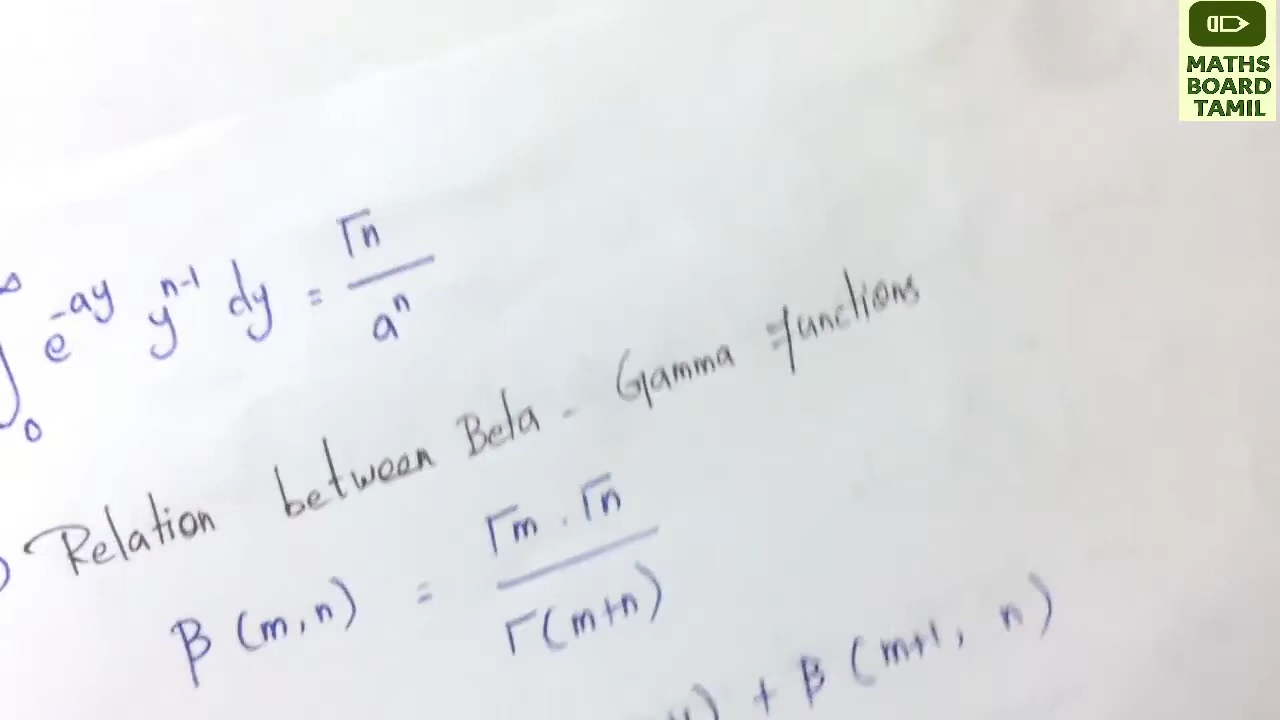 MATHS
BOARD
TAMIL
∫₀^∞ e^{-ay} y^{n-1} dy = Γn / a^n
Relation between Beta - Gamma functions
β (m, n) = Γm . Γn / Γ(m+n)
) + β (m+1, n)